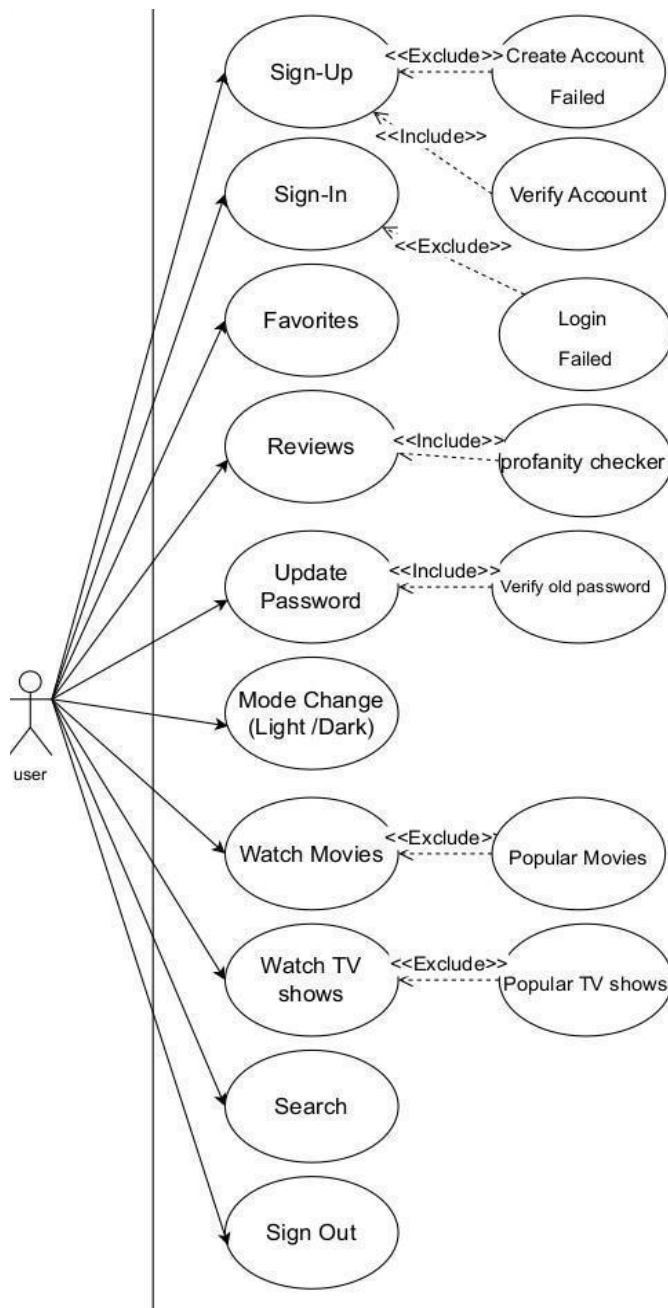 <<Exclude>>
Create Account
Failed
Sign-Up
<<Include>>
Verify Account
Sign-In
<<Exclude>>
Login
Failed
Favorites
Reviews
<<Include>>
profanity checker
Update
Password
<<Include>>
Verify old password
Mode Change
(Light /Dark)
user
Watch Movies
<<Exclude>>
Popular Movies
Watch TV
shows
<<Exclude>>
Popular TV shows
Search
Sign Out